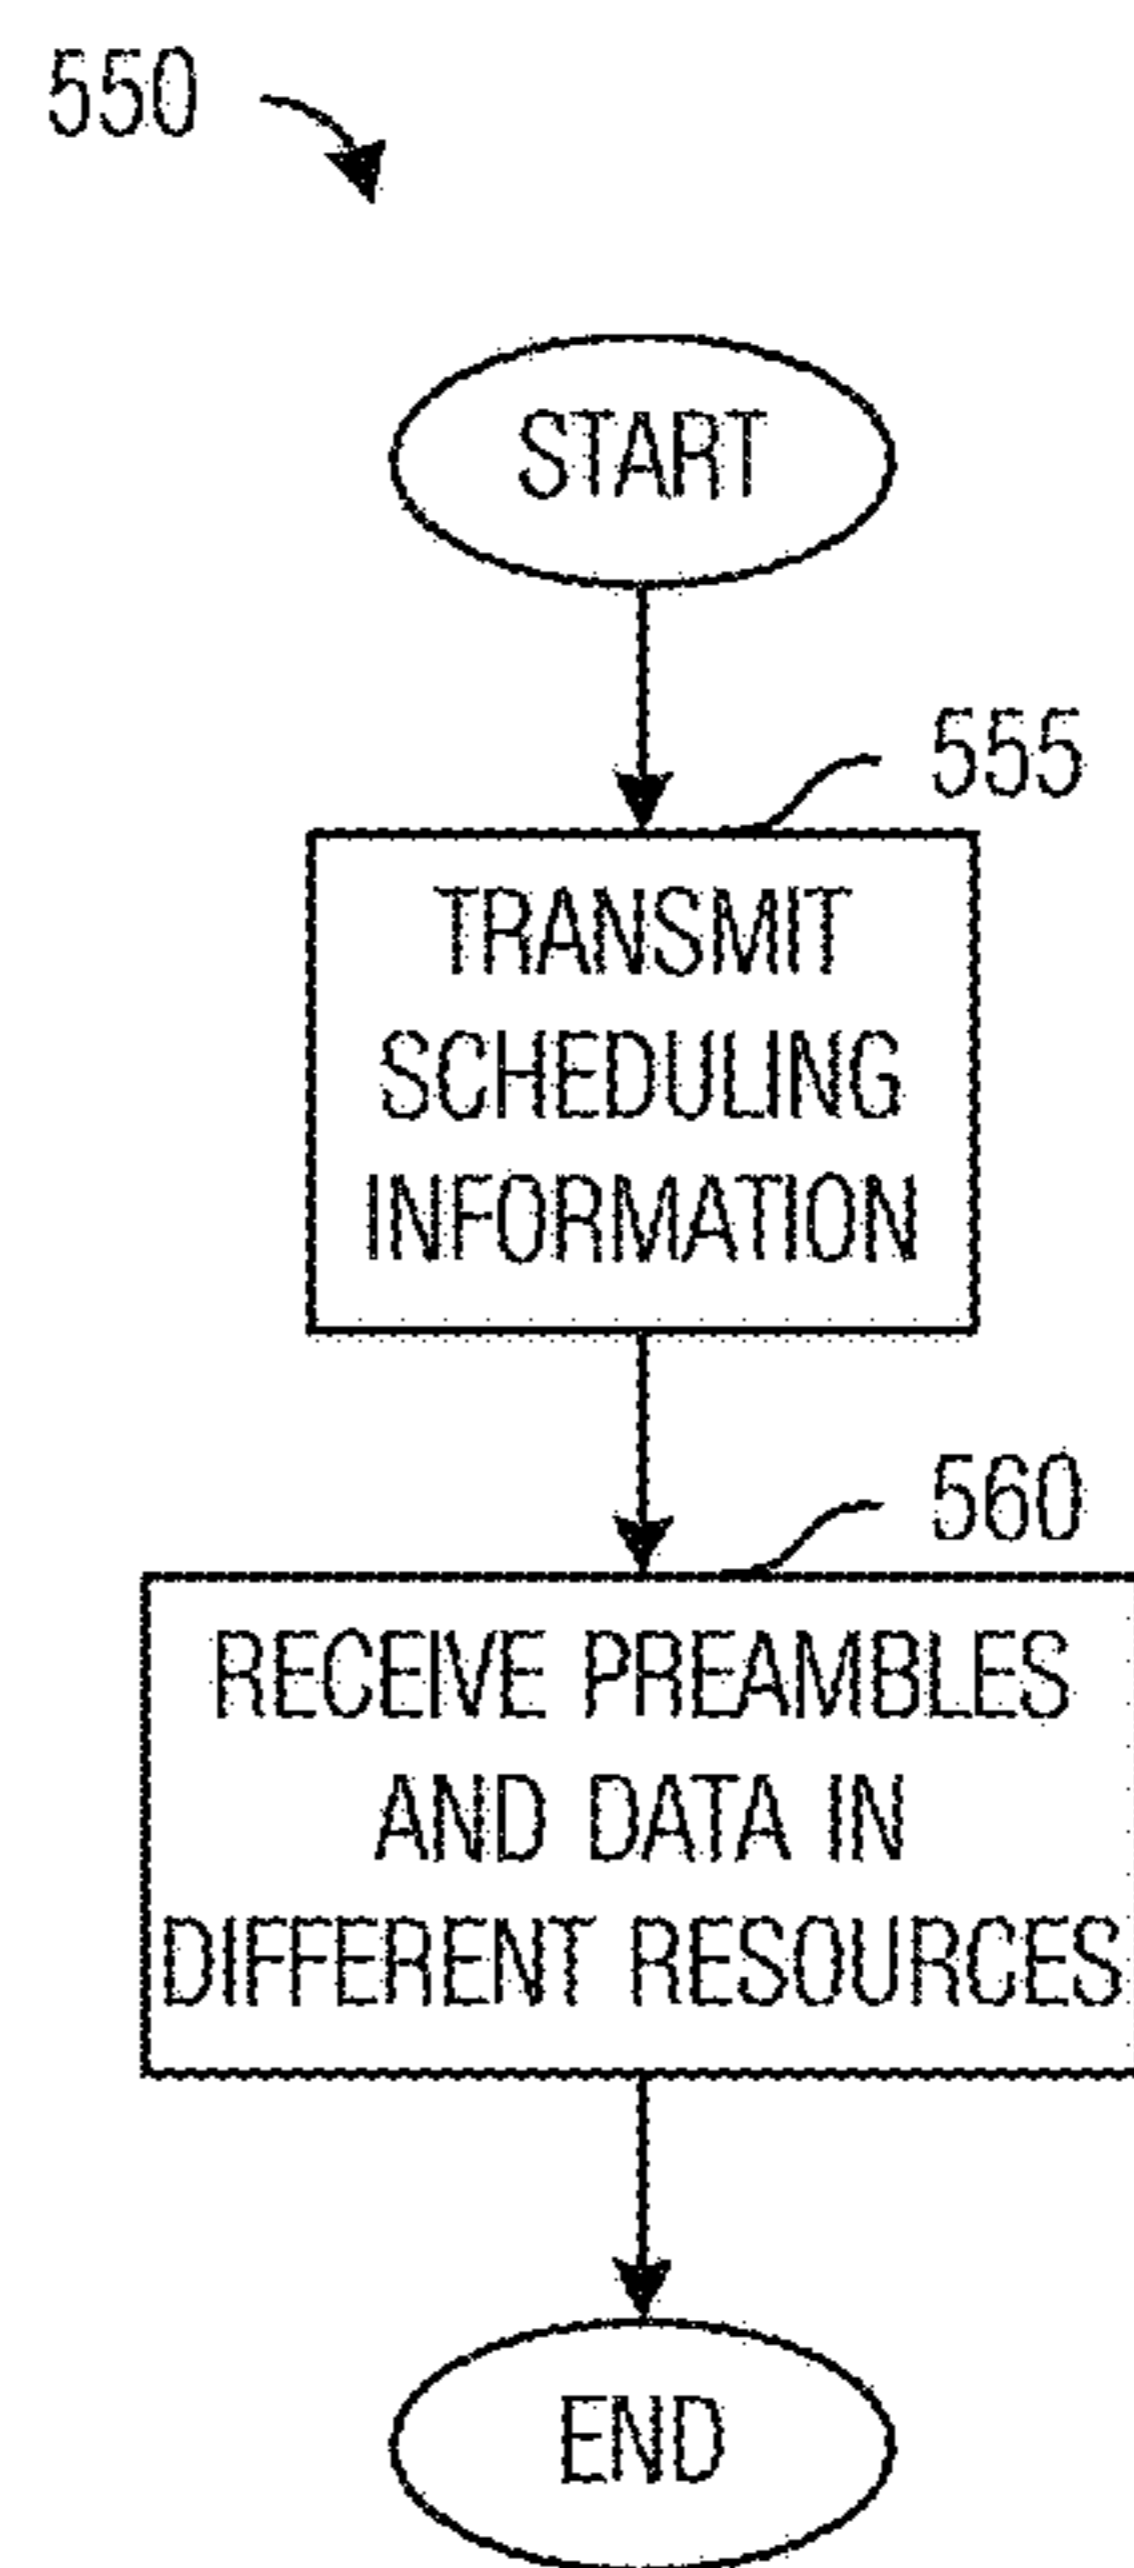 550
START
555
TRANSMIT
SCHEDULING
INFORMATION
560
RECEIVE PREAMBLES
AND DATA IN
DIFFERENT RESOURCES
END